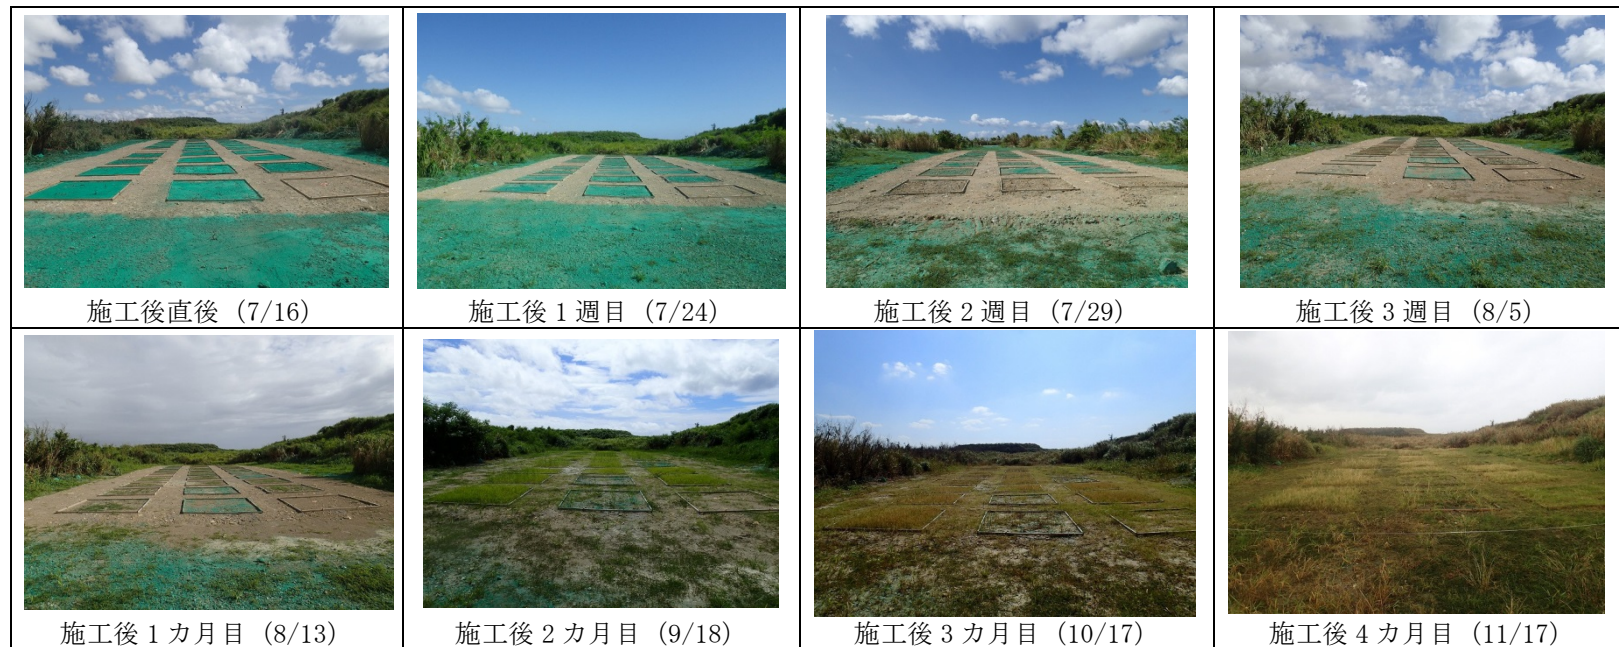 施工後直後（7/16）
施工後 1 週目（7/24）
施工後 2 週目（7/29）
施工後 3 週目（8/5）
施工後 1 カ月目（8/13）
施工後 2 カ月目（9/18）
施工後 3 カ月目（10/17）
施工後 4 カ月目（11/17）